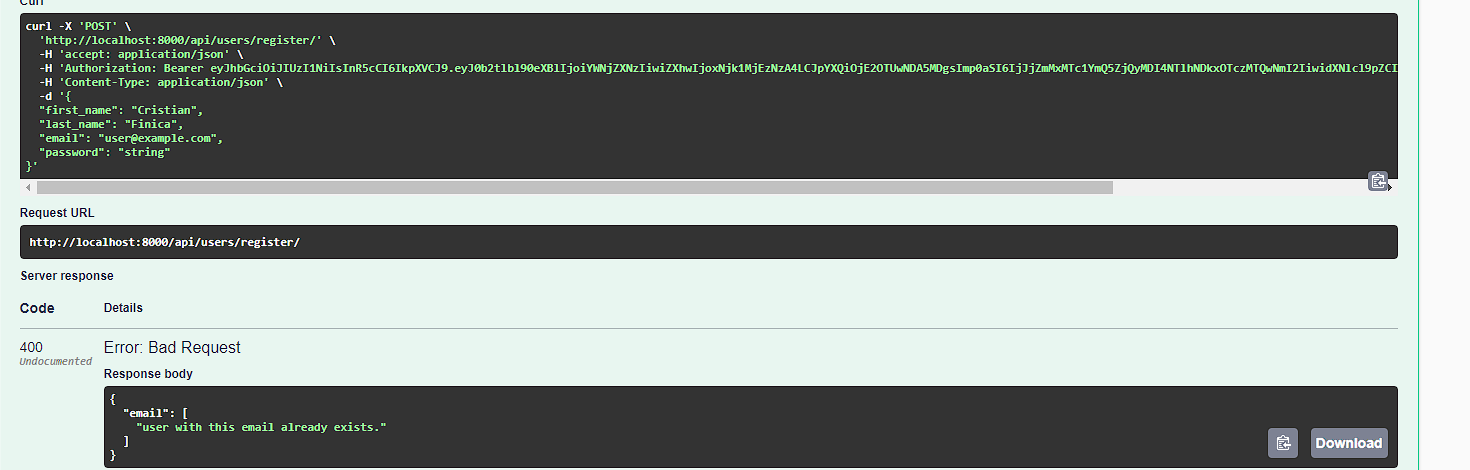 Curl
curl -X 'POST' \
'http://localhost:8000/api/users/register/' \
-H 'accept: application/json' \
-H 'Authorization: Bearer
-H 'Content-Type: application/json' \
-d '{
"first_name": "Cristian",
"last_name": "Finica",
"email": "user@example.com",
"password": "string"
}'
Request URL
http://localhost:8000/api/users/register/
Server response
Code Details
400 Error: Bad Request
Undocumented
Response body
{
"email": [
"user with this email already exists."
]
}
Download